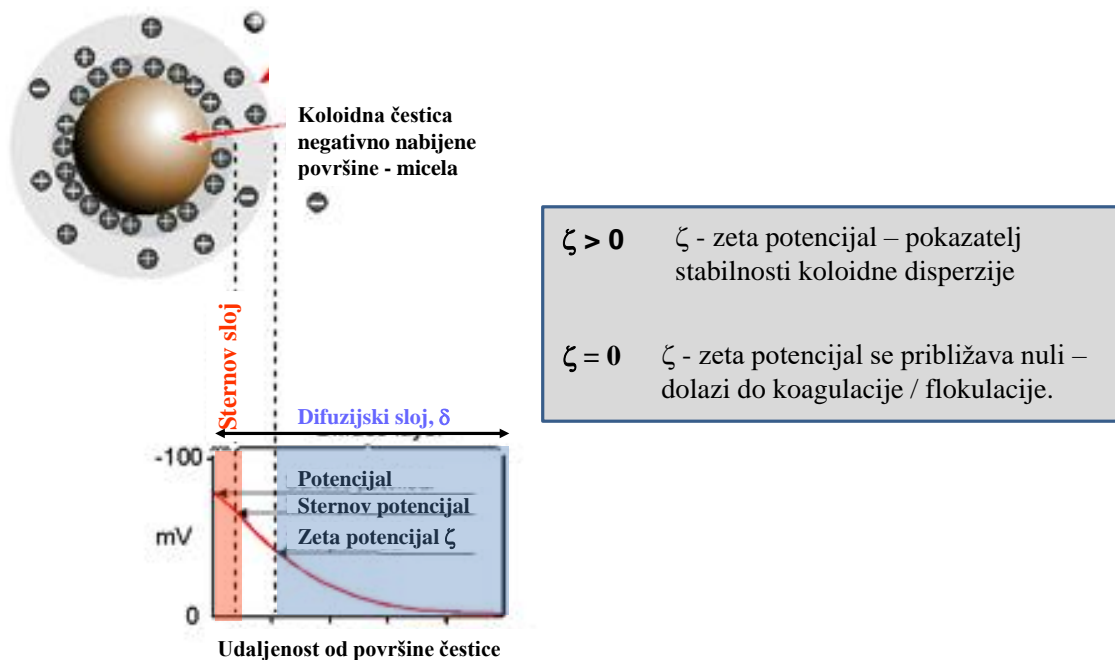 Koloidna čestica
negativno nabijene
površine - micela
ζ > 0 ζ - zeta potencijal – pokazatelj
stabilnosti koloidne disperzije
ζ = 0 ζ - zeta potencijal se približava nuli –
dolazi do koagulacije / flokulacije.
Sternov sloj
Difuzijski sloj, δ
-100
Potencijal
Sternov potencijal
mV
Zeta potencijal ζ
0
Udaljenost od površine čestice